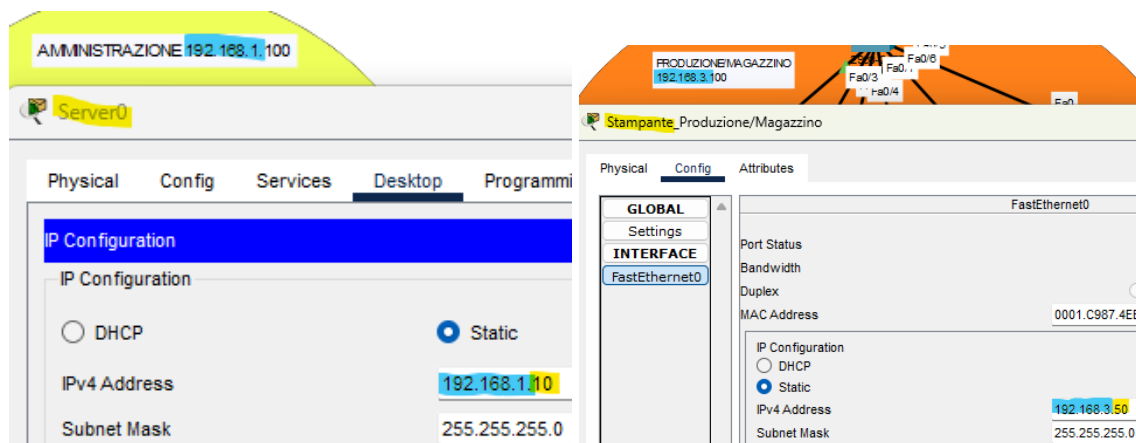 AMMINISTRAZIONE 192.168.1.100
Server0
Physical Config Services Desktop Programmi
IP Configuration
IP Configuration
DHCP Static
IPv4 Address 192.168.1.10
Subnet Mask 255.255.255.0
PRODUZIONE/MAGAZZINO
192.168.3.100
Fa0/6
Fa0/3
Fa0/4
Fa0
Stampante_Produzione/Magazzino
Physical Config Attributes
GLOBAL
Settings
INTERFACE
FastEthernet0
FastEthernet0
Port Status
Bandwidth
Duplex
MAC Address 0001.C987.4EE
IP Configuration
DHCP
Static
IPv4 Address 192.168.3.50
Subnet Mask 255.255.255.0